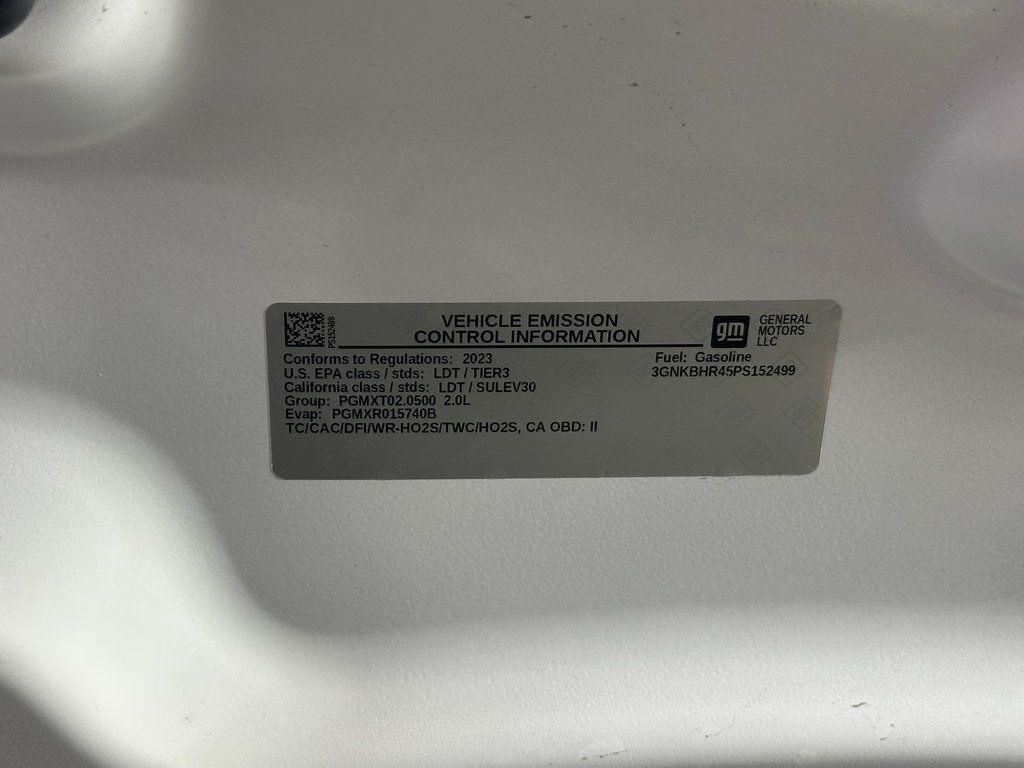 VEHICLE EMISSION
CONTROL INFORMATION
gm
GENERAL
MOTORS
LLC
PS152499
Conforms to Regulations: 2023
Fuel: Gasoline
U.S. EPA class / stds: LDT / TIER3
3GNKBHR45PS152499
California class / stds: LDT / SULEV30
Group: PGMXT02.0500 2.0L
Evap: PGMXR015740B
TC/CAC/DFI/WR-HO2S/TWC/HO2S, CA OBD: II